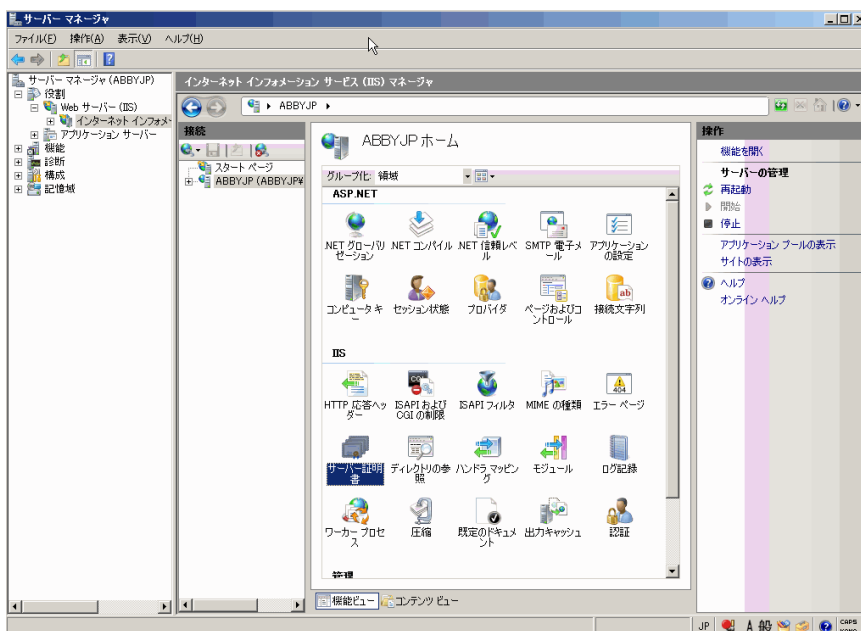 サーバー マネージャ
ファイル(F) 操作(A) 表示(V) ヘルプ(H)
サーバー マネージャ (ABBYJP)
役割
Web サーバー (IIS)
インターネット インフォメ-
アプリケーション サーバー
機能
診断
構成
記憶域
インターネット インフォメーション サービス (IIS) マネージャ
ABBYJP
接続
スタート ページ
ABBYJP (ABBYJP¥
ABBYJP ホーム
グループ化: 領域
ASP.NET
.NET グローバリゼーション
.NET コンパイル
.NET 信頼レベル
SMTP 電子メール
アプリケーションの設定
コンピュータ キー
セッション状態
プロバイダ
ページおよびコントロール
接続文字列
IIS
HTTP 応答ヘッダー
ISAPI および CGI の制限
ISAPI フィルタ
MIME の種類
エラー ページ
サーバー証明書
ディレクトリの参照
ハンドラ マッピング
モジュール
ログ記録
ワーカー プロセス
圧縮
既定のドキュメント
出力キャッシュ
認証
管理
機能ビュー
コンテンツ ビュー
操作
機能を開く
サーバーの管理
再起動
開始
停止
アプリケーション プールの表示
サイトの表示
ヘルプ
オンライン ヘルプ
JP
A 般
CAPS
KANA